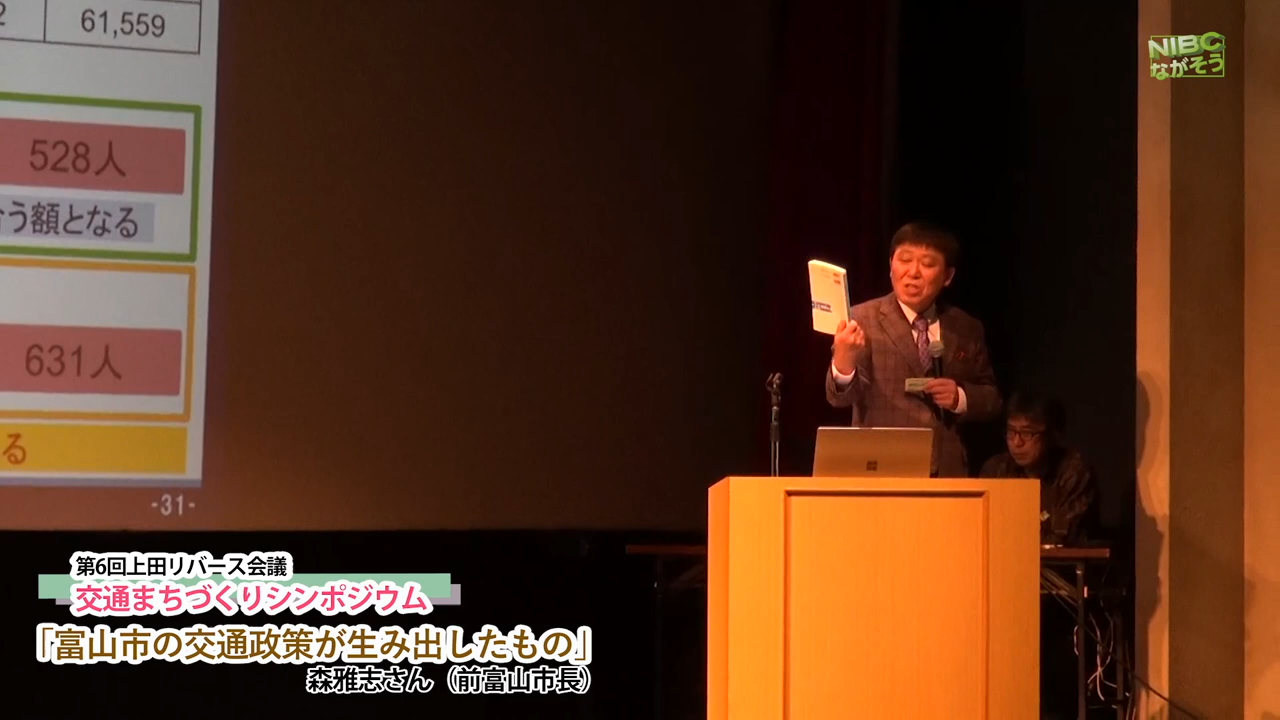 2
61,559
528人
う額となる
631人
る
-31-
NIBC
ながそう
第6回上田リバース会議
交通まちづくりシンポジウム
「富山市の交通政策が生み出したもの」
森雅志さん（前富山市長）